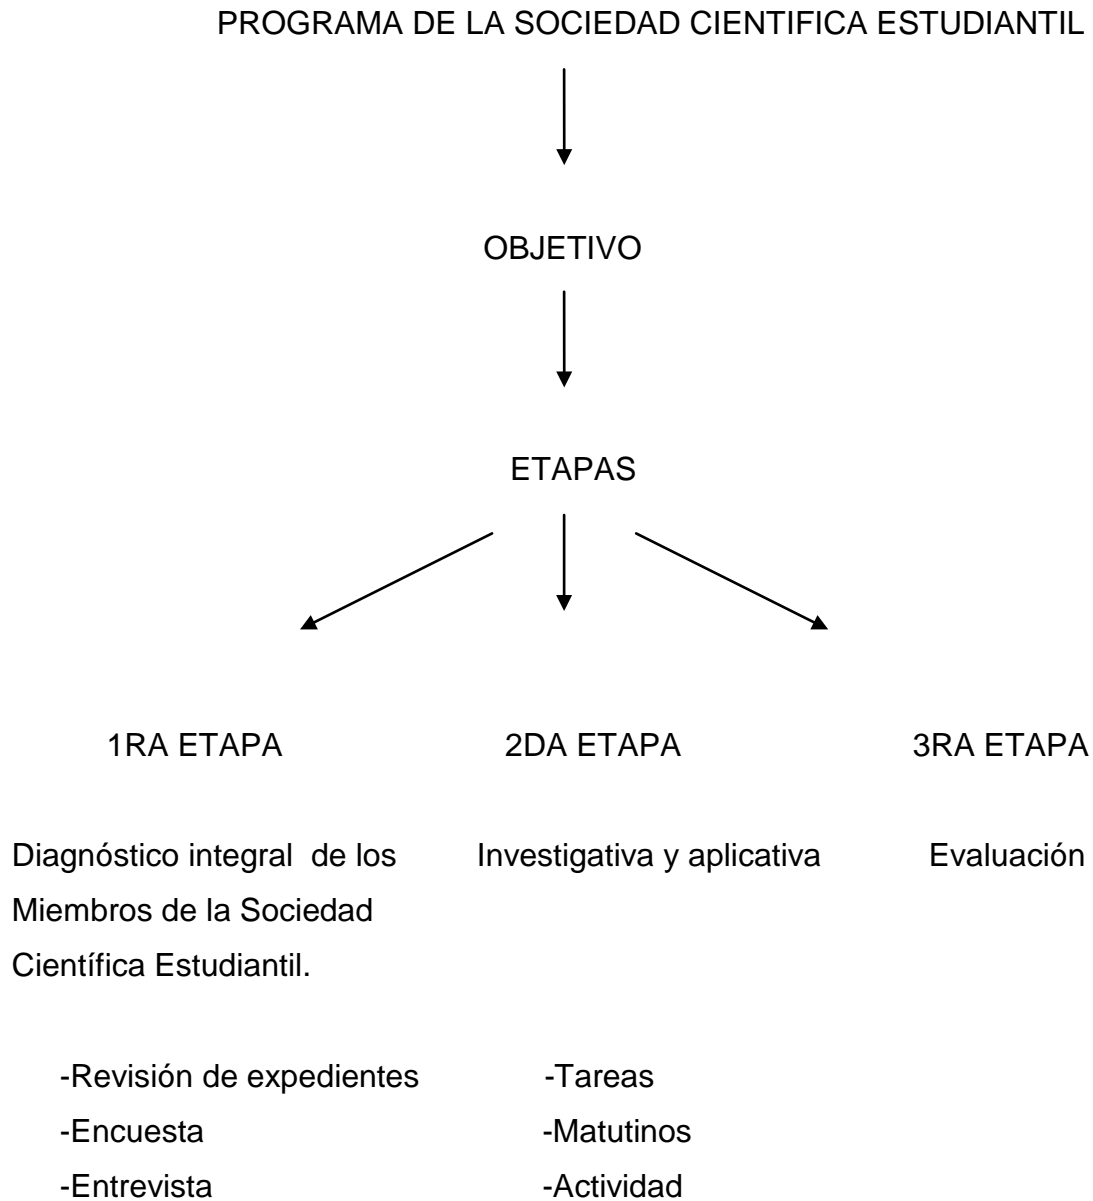 PROGRAMA DE LA SOCIEDAD CIENTIFICA ESTUDIANTIL
OBJETIVO
ETAPAS
1RA ETAPA 2DA ETAPA 3RA ETAPA
Diagnóstico integral de los Investigativa y aplicativa Evaluación
Miembros de la Sociedad
Científica Estudiantil.
-Revisión de expedientes -Tareas
-Encuesta -Matutinos
-Entrevista -Actividad